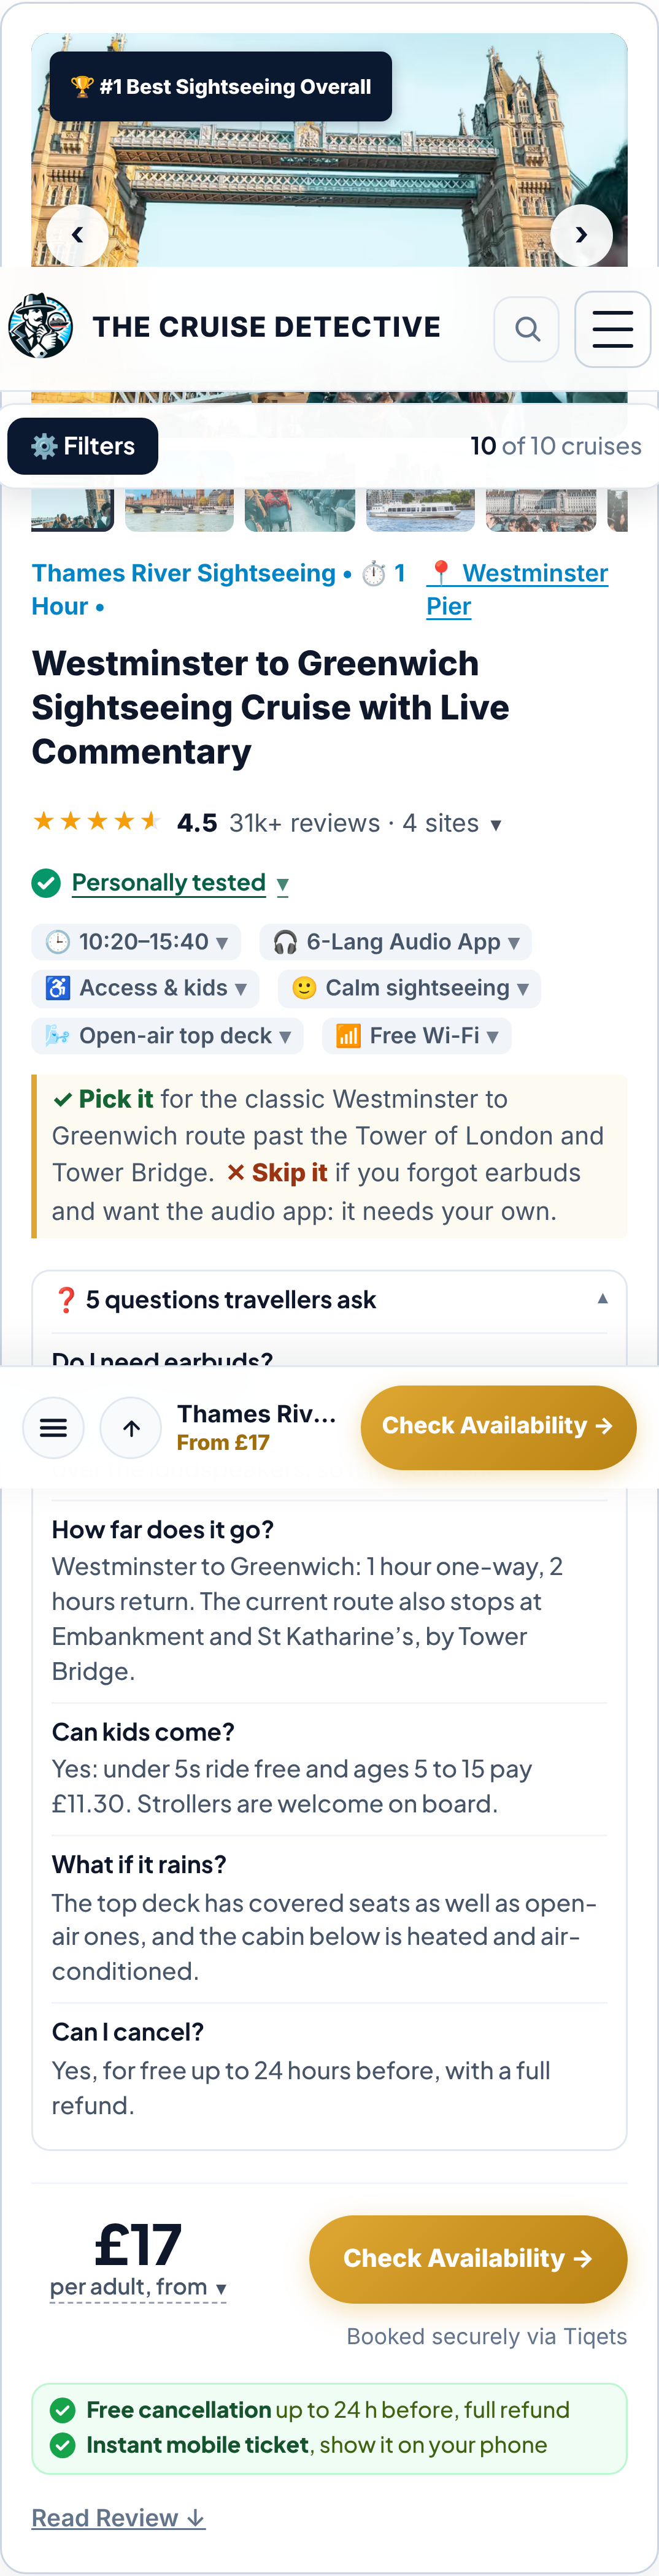 🏆 #1 Best Sightseeing Overall
‹ ›
THE CRUISE DETECTIVE
⚙️ Filters
10 of 10 cruises
Thames River Sightseeing • ⏱️ 1 Hour •
📍 Westminster Pier
Westminster to Greenwich
Sightseeing Cruise with Live
Commentary
★★★★★ 4.5 31k+ reviews · 4 sites ▾
Personally tested ▾
🕒 10:20–15:40 ▾
🎧 6-Lang Audio App ▾
♿ Access & kids ▾
🙂 Calm sightseeing ▾
🌬️ Open-air top deck ▾
📶 Free Wi-Fi ▾
✓ Pick it for the classic Westminster to
Greenwich route past the Tower of London and
Tower Bridge. ✕ Skip it if you forgot earbuds
and want the audio app: it needs your own.
❓ 5 questions travellers ask ▴
Do I need earbuds?
Thames Riv...
From £17
Check Availability →
How far does it go?
Westminster to Greenwich: 1 hour one-way, 2
hours return. The current route also stops at
Embankment and St Katharine’s, by Tower
Bridge.
Can kids come?
Yes: under 5s ride free and ages 5 to 15 pay
£11.30. Strollers are welcome on board.
What if it rains?
The top deck has covered seats as well as open-
air ones, and the cabin below is heated and air-
conditioned.
Can I cancel?
Yes, for free up to 24 hours before, with a full
refund.
£17
per adult, from ▾
Check Availability →
Booked securely via Tiqets
Free cancellation up to 24 h before, full refund
Instant mobile ticket, show it on your phone
Read Review ↓